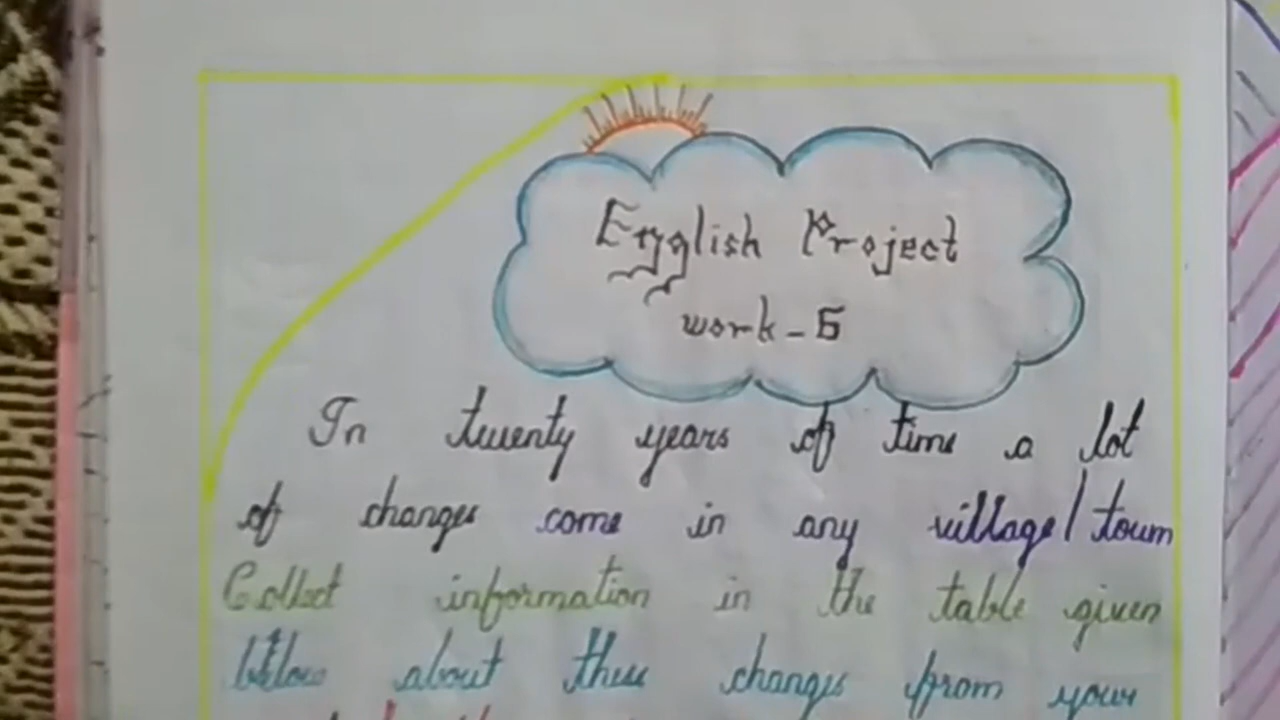 English Project
work - 6
In twenty years of time a lot
of changes come in any village/town
Collect information in the table given
below about these changes from your